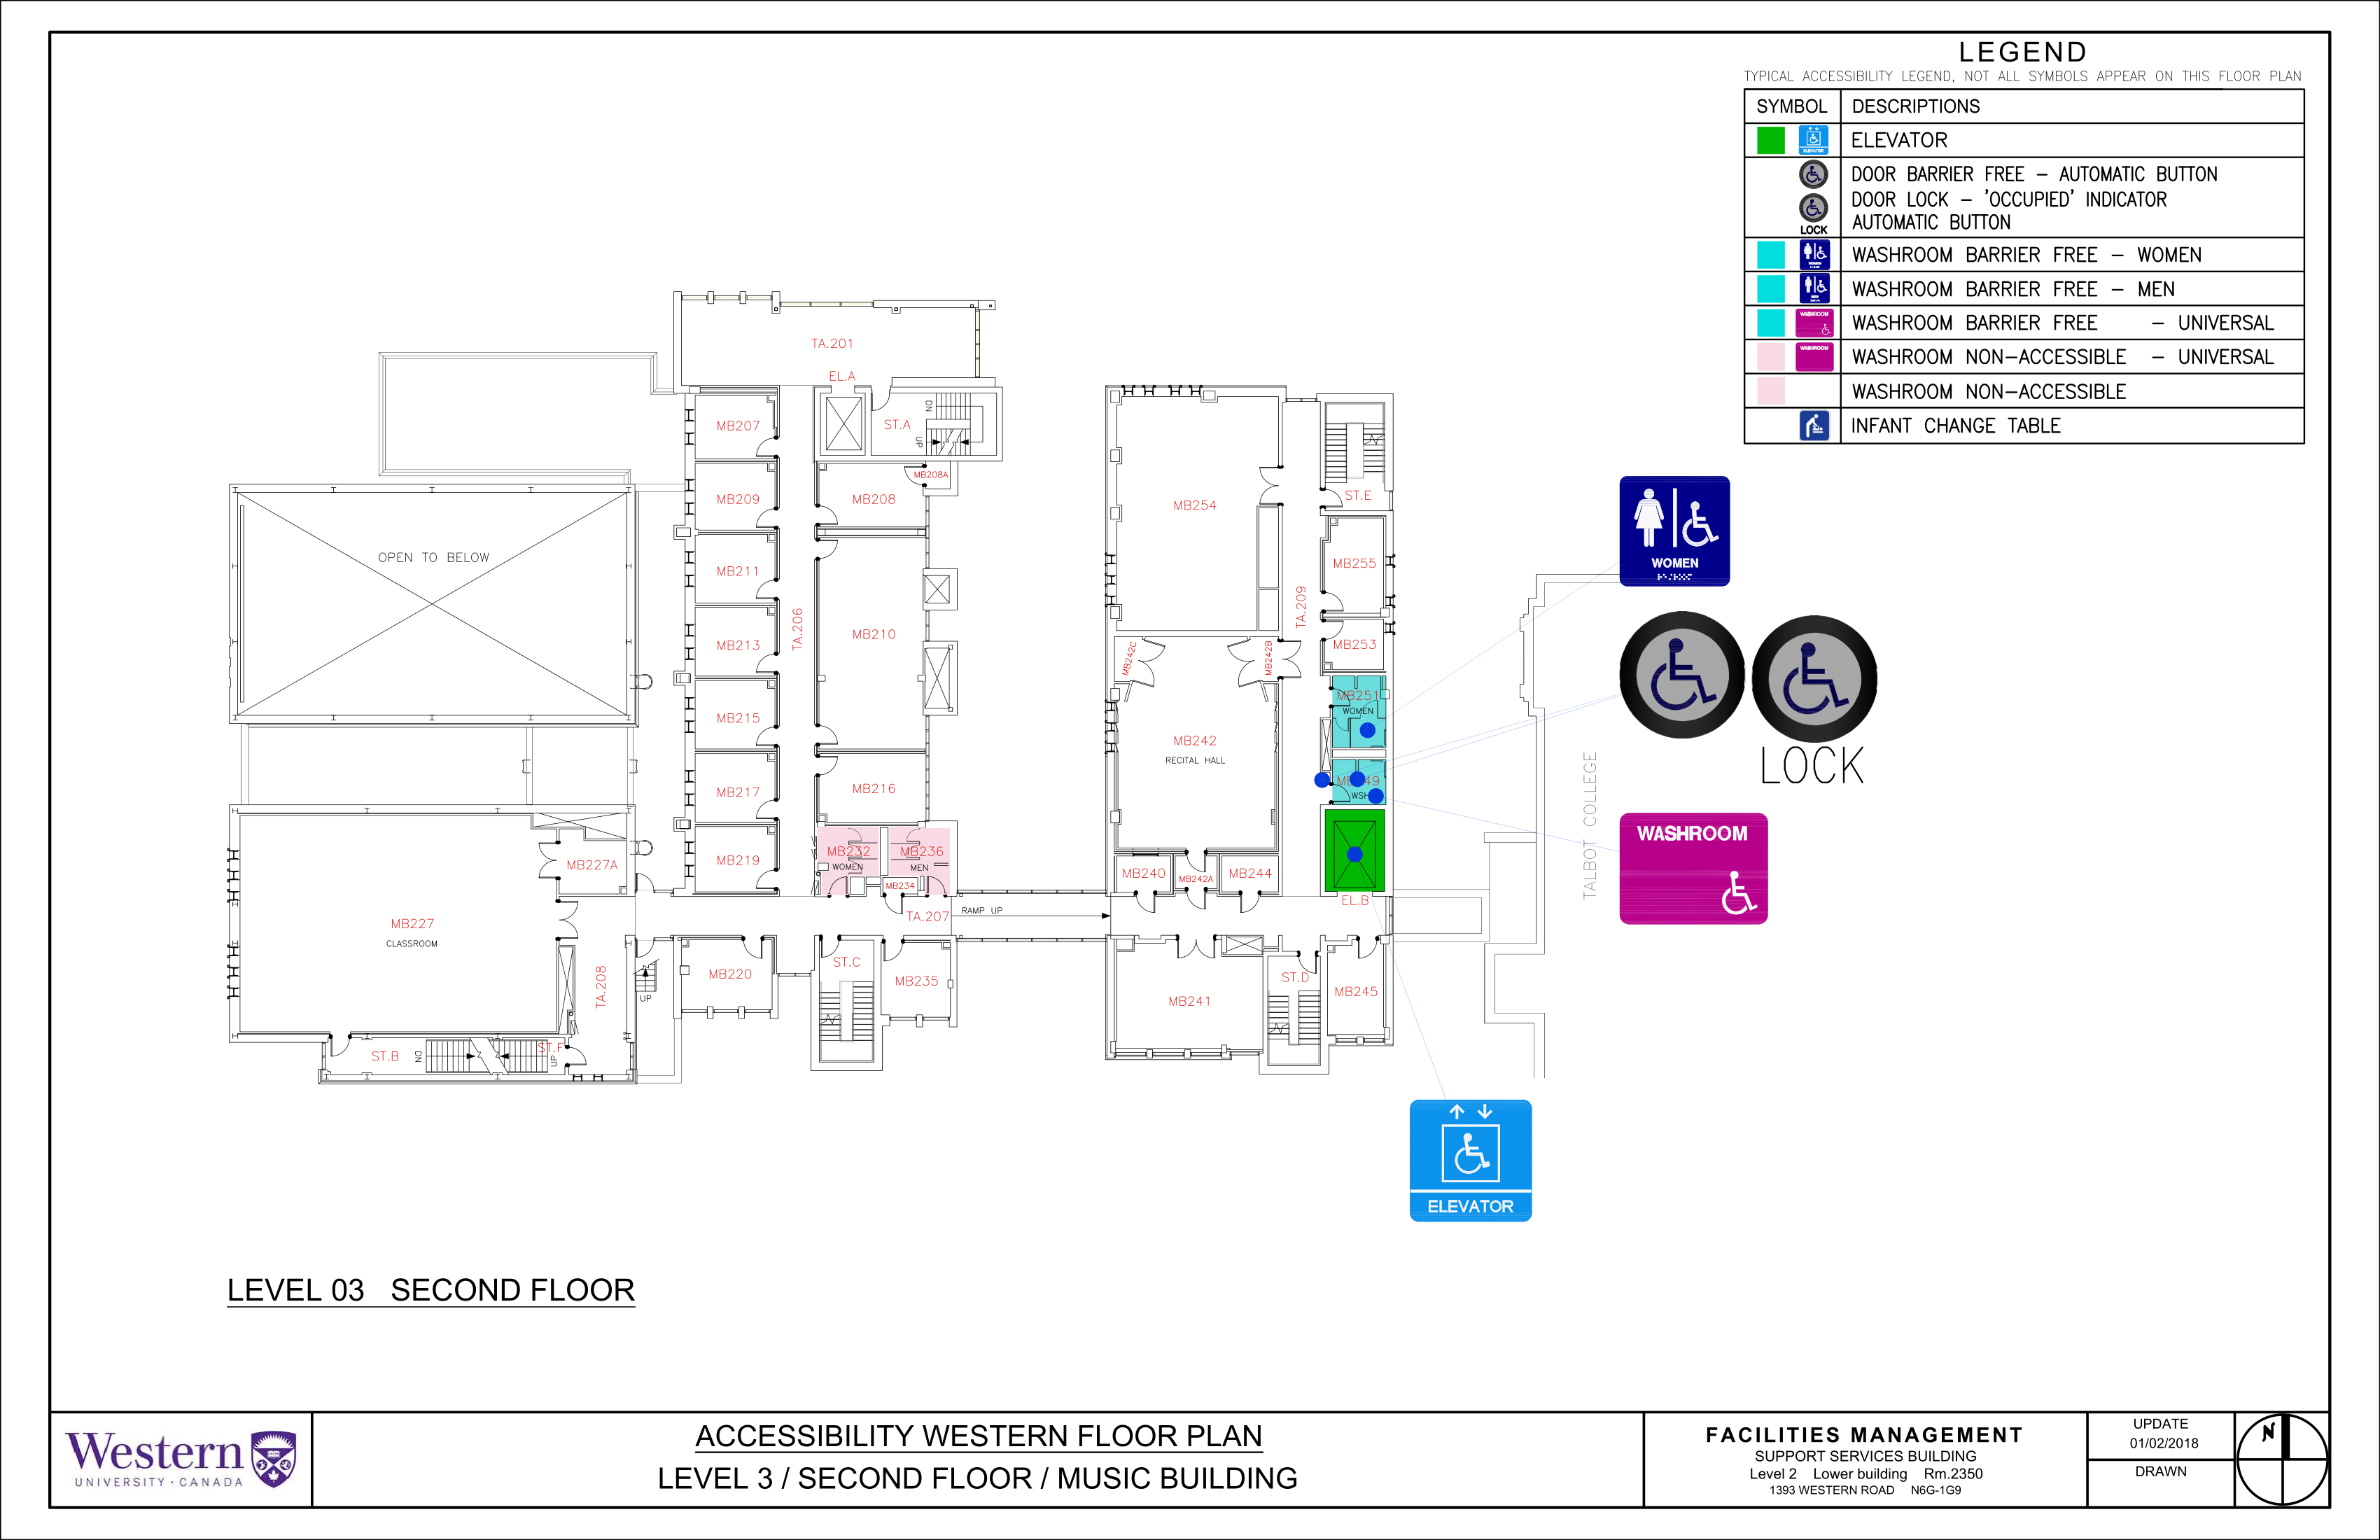 LEGEND
TYPICAL ACCESSIBILITY LEGEND, NOT ALL SYMBOLS APPEAR ON THIS FLOOR PLAN
SYMBOL DESCRIPTIONS
ELEVATOR ELEVATOR
DOOR BARRIER FREE – AUTOMATIC BUTTON
DOOR LOCK – 'OCCUPIED' INDICATOR
AUTOMATIC BUTTON
LOCK
WOMEN WASHROOM BARRIER FREE – WOMEN
MEN WASHROOM BARRIER FREE – MEN
WASHROOM WASHROOM BARRIER FREE – UNIVERSAL
WASHROOM WASHROOM NON–ACCESSIBLE – UNIVERSAL
WASHROOM NON–ACCESSIBLE
INFANT CHANGE TABLE
TA.201
EL.A
ST.A
DN
UP
MB207
MB208A
MB209
MB208
MB211
MB213
TA.206
MB210
MB215
MB217
MB216
MB219
MB232
WOMEN
MB236
MEN
MB234
TA.207
RAMP UP
OPEN TO BELOW
MB227A
MB227
CLASSROOM
TA.208
UP
ST.B
DN
ST.F
UP
MB220
ST.C
MB235
MB254
ST.E
MB255
TA.209
MB253
MB242C
MB242B
MB251
WOMEN
MB242
RECITAL HALL
MB240
MB242A
MB244
EL.B
MB241
ST.D
MB245
TALBOT COLLEGE
WOMEN
LOCK
WASHROOM
ELEVATOR
LEVEL 03 SECOND FLOOR
Western
UNIVERSITY · CANADA
ACCESSIBILITY WESTERN FLOOR PLAN
LEVEL 3 / SECOND FLOOR / MUSIC BUILDING
FACILITIES MANAGEMENT
SUPPORT SERVICES BUILDING
Level 2 Lower building Rm.2350
1393 WESTERN ROAD N6G-1G9
UPDATE
01/02/2018
DRAWN
N